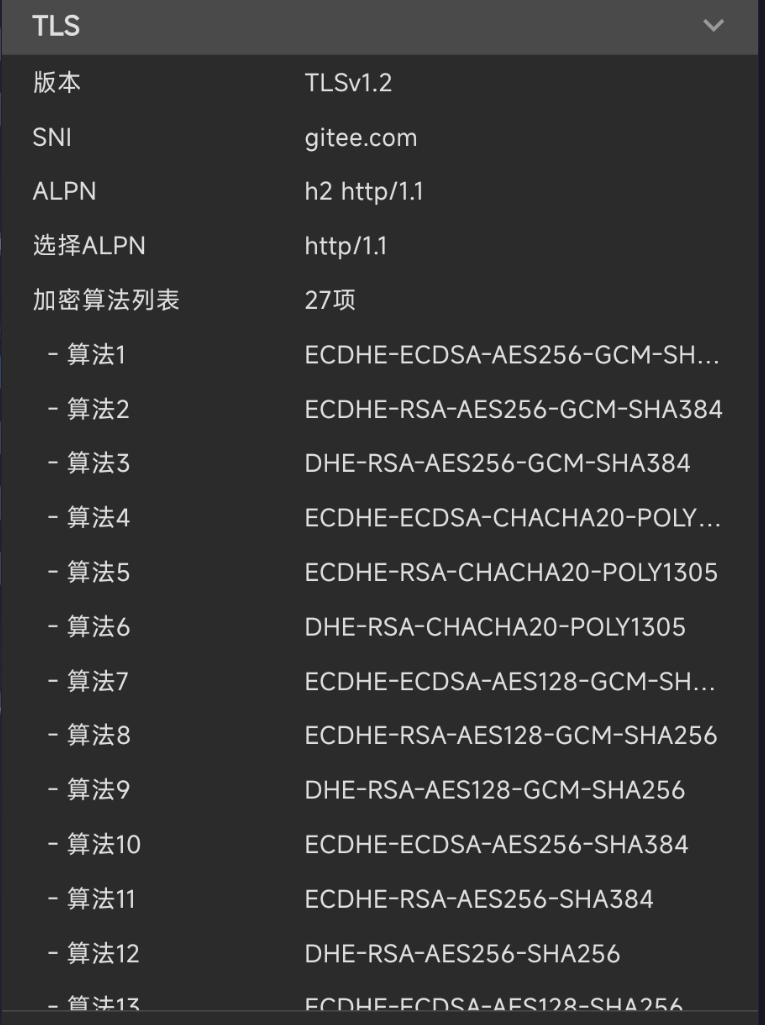 TLS
版本 TLSv1.2
SNI gitee.com
ALPN h2 http/1.1
选择ALPN http/1.1
加密算法列表 27项
- 算法1 ECDHE-ECDSA-AES256-GCM-SH...
- 算法2 ECDHE-RSA-AES256-GCM-SHA384
- 算法3 DHE-RSA-AES256-GCM-SHA384
- 算法4 ECDHE-ECDSA-CHACHA20-POLY...
- 算法5 ECDHE-RSA-CHACHA20-POLY1305
- 算法6 DHE-RSA-CHACHA20-POLY1305
- 算法7 ECDHE-ECDSA-AES128-GCM-SH...
- 算法8 ECDHE-RSA-AES128-GCM-SHA256
- 算法9 DHE-RSA-AES128-GCM-SHA256
- 算法10 ECDHE-ECDSA-AES256-SHA384
- 算法11 ECDHE-RSA-AES256-SHA384
- 算法12 DHE-RSA-AES256-SHA256
- 算法13 ECDHE-ECDSA-AES128-SHA256